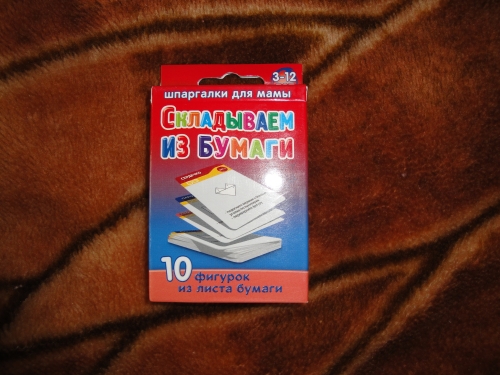 3-12
шпаргалки для мамы
Складываем
из бумаги
10 фигурок
из листа бумаги